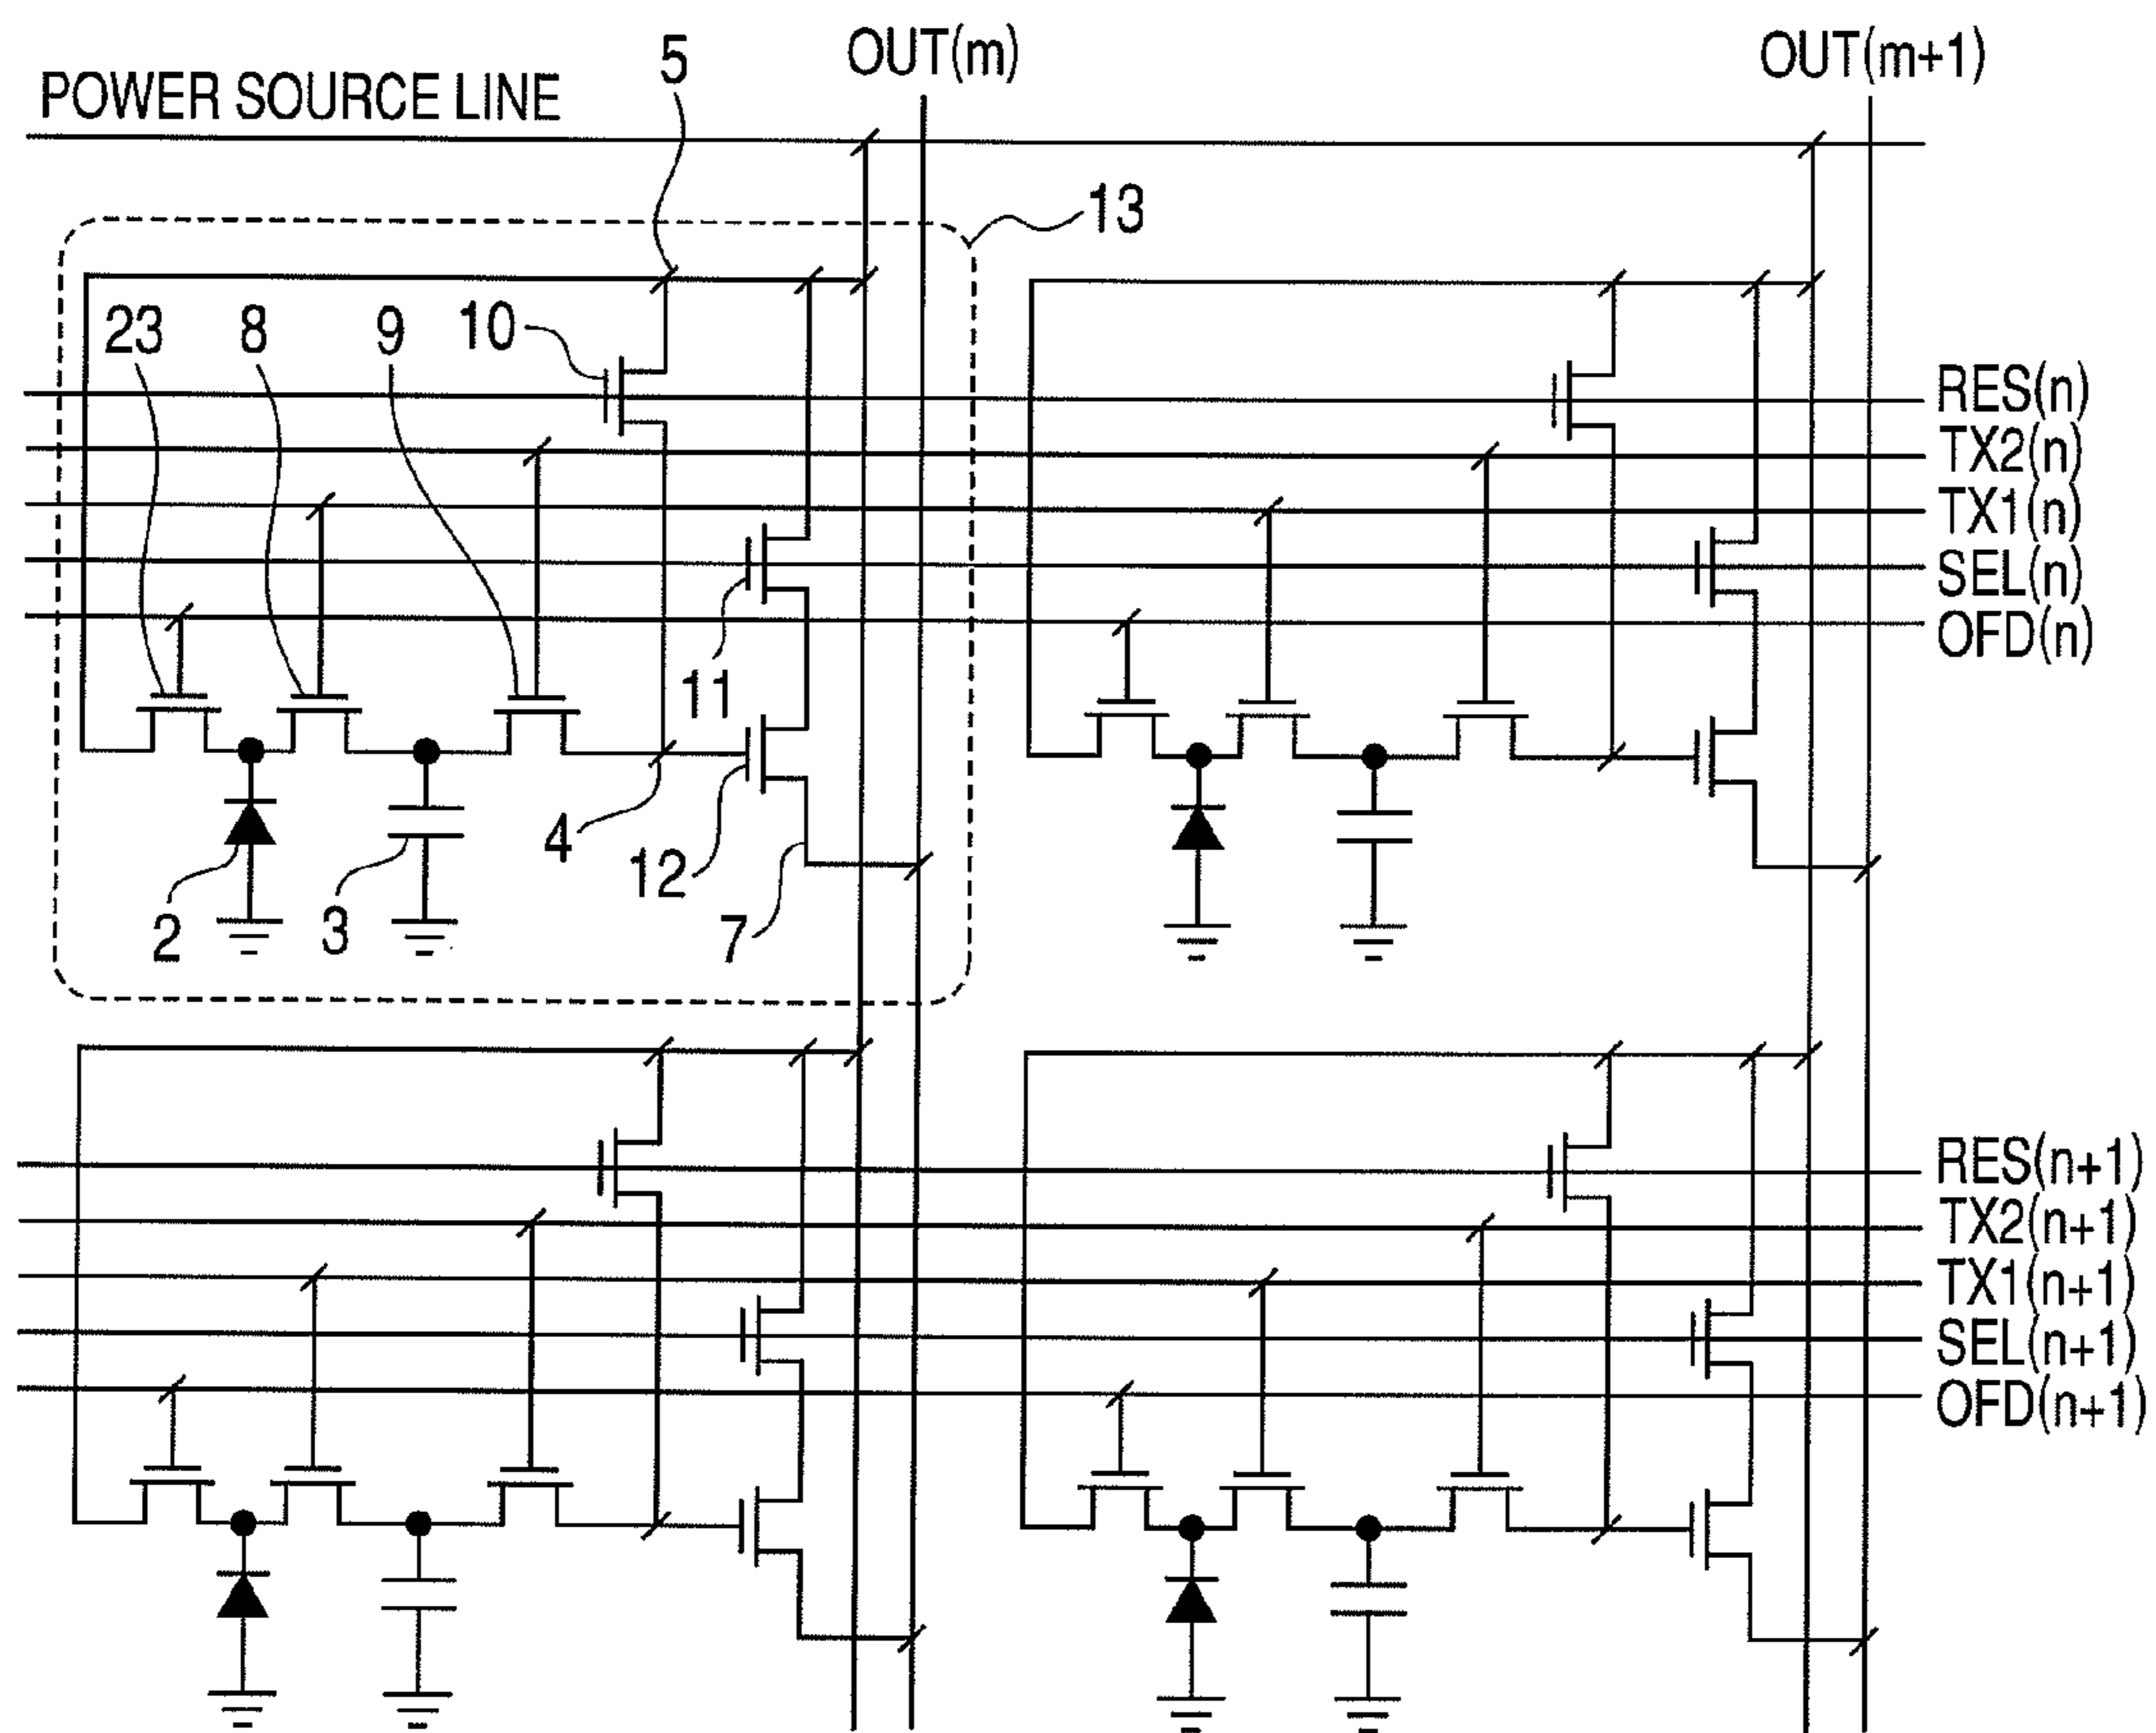 OUT(m)
OUT(m+1)
5
POWER SOURCE LINE
13
23
8
9
10
RES(n)
TX2(n)
TX1(n)
SEL(n)
OFD(n)
11
4
12
2
3
7
RES(n+1)
TX2(n+1)
TX1(n+1)
SEL(n+1)
OFD(n+1)